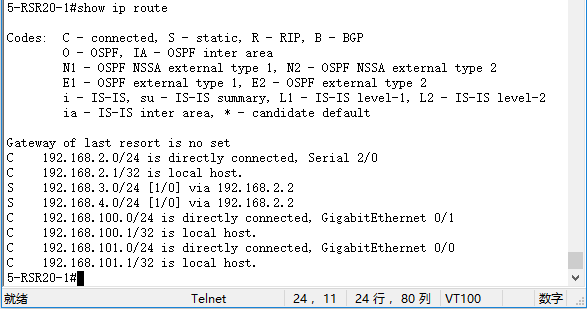 5-RSR20-1#show ip route
Codes:  C - connected, S - static, R - RIP, B - BGP
        O - OSPF, IA - OSPF inter area
        N1 - OSPF NSSA external type 1, N2 - OSPF NSSA external type 2
        E1 - OSPF external type 1, E2 - OSPF external type 2
        i - IS-IS, su - IS-IS summary, L1 - IS-IS level-1, L2 - IS-IS level-2
        ia - IS-IS inter area, * - candidate default
Gateway of last resort is no set
C    192.168.2.0/24 is directly connected, Serial 2/0
C    192.168.2.1/32 is local host.
S    192.168.3.0/24 [1/0] via 192.168.2.2
S    192.168.4.0/24 [1/0] via 192.168.2.2
C    192.168.100.0/24 is directly connected, GigabitEthernet 0/1
C    192.168.100.1/32 is local host.
C    192.168.101.0/24 is directly connected, GigabitEthernet 0/0
C    192.168.101.1/32 is local host.
5-RSR20-1#
就绪 Telnet 24 , 11 24 行 , 80 列 VT100 数字